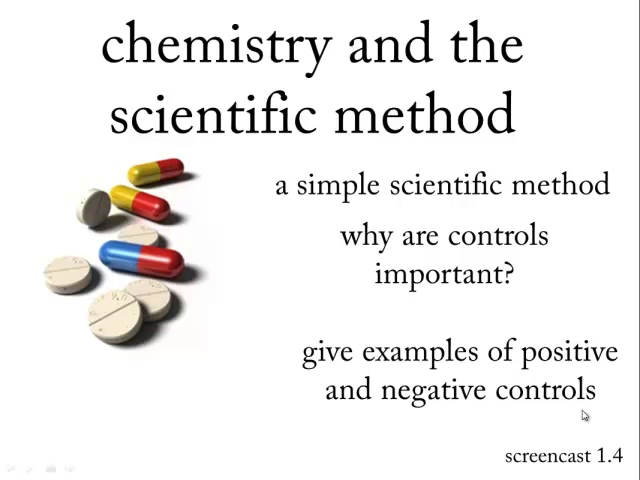 chemistry and the
scientific method
a simple scientific method
why are controls
important?
give examples of positive
and negative controls
screencast 1.4